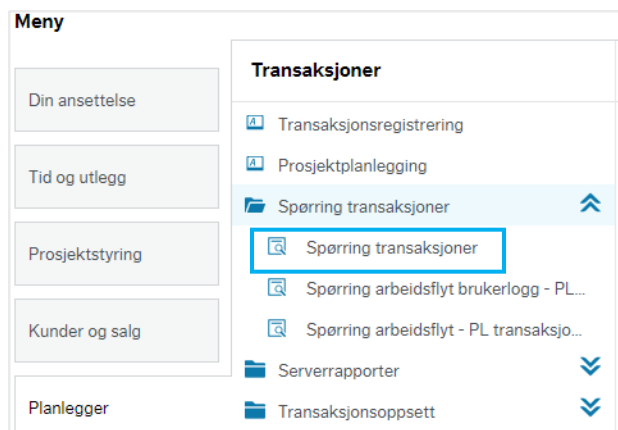 Meny
Din ansettelse
Tid og utlegg
Prosjektstyring
Kunder og salg
Planlegger
Transaksjoner
Transaksjonsregistrering
Prosjektplanlegging
Spørring transaksjoner
Spørring transaksjoner
Spørring arbeidsflyt brukerlogg - PL...
Spørring arbeidsflyt - PL transaksjo...
Serverrapporter
Transaksjonsoppsett